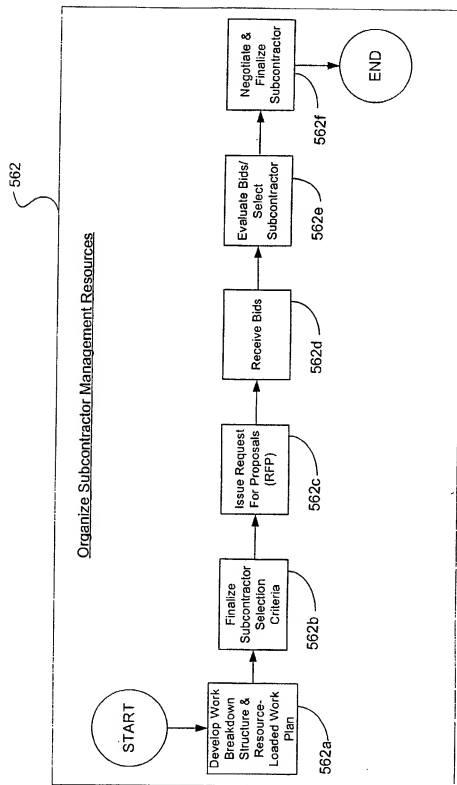 562
Organize Subcontractor Management Resources
START
Develop Work
Breakdown
Structure &
Resource-
Loaded Work
Plan
562a
Finalize
Subcontractor
Selection
Criteria
562b
Issue Request
For Proposals
(RFP)
562c
Receive Bids
562d
Evaluate Bids/
Select
Subcontractor
562e
Negotiate &
Finalize
Subcontractor
562f
END